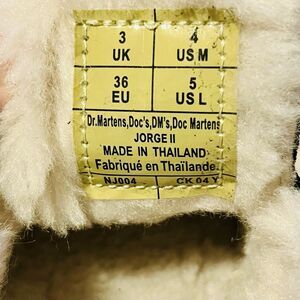 3 4
UK US M
36 5
EU US L
Dr.Martens,Doc's,DM's,Doc Martens
JORGE II
MADE IN THAILAND
Fabriqué en Thaïlande
NJ004 CK 04 Y